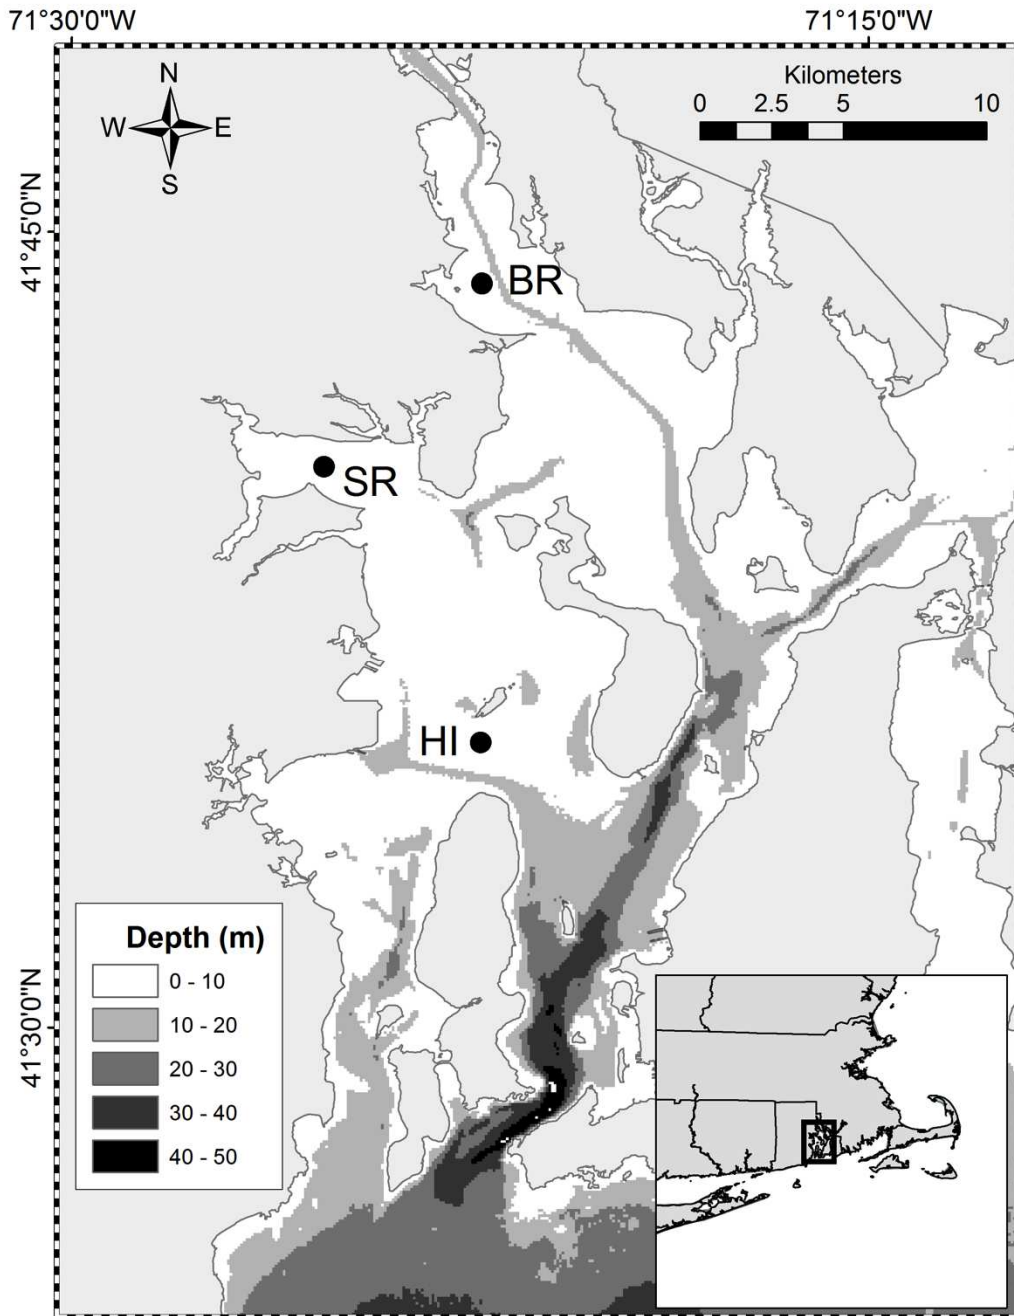 71°30'0"W 71°15'0"W
N
W E
S
Kilometers
0 2.5 5 10
41°45'0"N
BR
SR
HI
Depth (m)
0 - 10
10 - 20
20 - 30
30 - 40
40 - 50
41°30'0"N